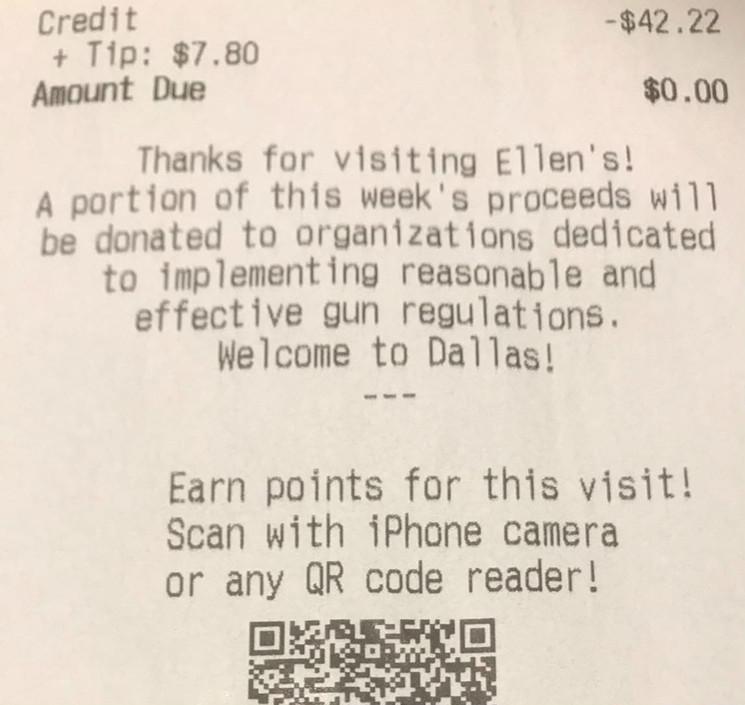 Credit -$42.22
+ Tip: $7.80
Amount Due $0.00
Thanks for visiting Ellen's!
A portion of this week's proceeds will
be donated to organizations dedicated
to implementing reasonable and
effective gun regulations.
Welcome to Dallas!
---
Earn points for this visit!
Scan with iPhone camera
or any QR code reader!